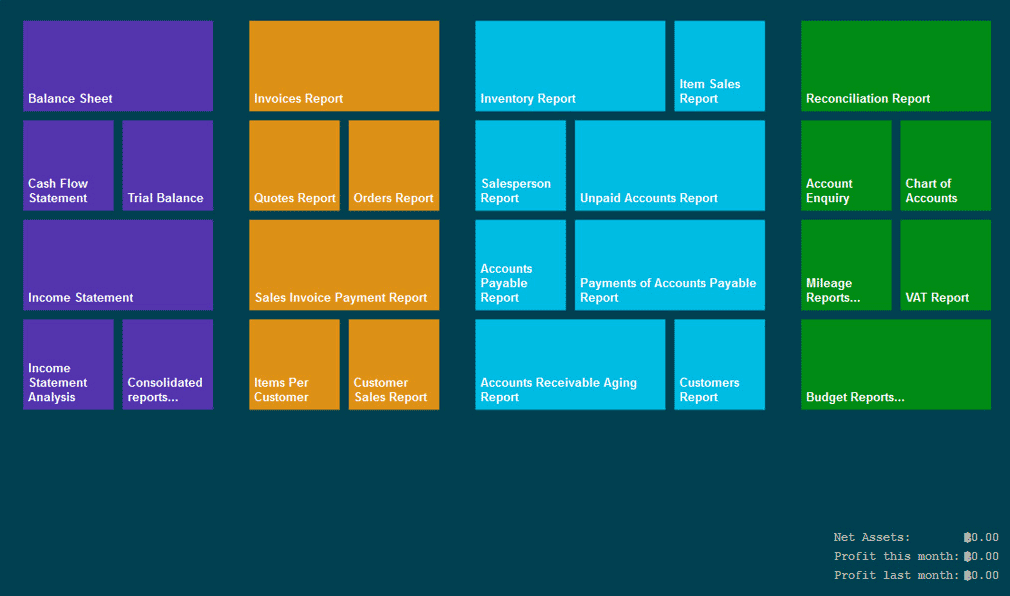 Balance Sheet
Cash Flow
Statement
Trial Balance
Income Statement
Income
Statement
Analysis
Consolidated
reports...
Invoices Report
Quotes Report
Orders Report
Sales Invoice Payment Report
Items Per
Customer
Customer
Sales Report
Inventory Report
Item Sales
Report
Salesperson
Report
Unpaid Accounts Report
Accounts
Payable
Report
Payments of Accounts Payable
Report
Accounts Receivable Aging
Report
Customers
Report
Reconciliation Report
Account
Enquiry
Chart of
Accounts
Mileage
Reports...
VAT Report
Budget Reports...
Net Assets: ฿0.00
Profit this month: ฿0.00
Profit last month: ฿0.00